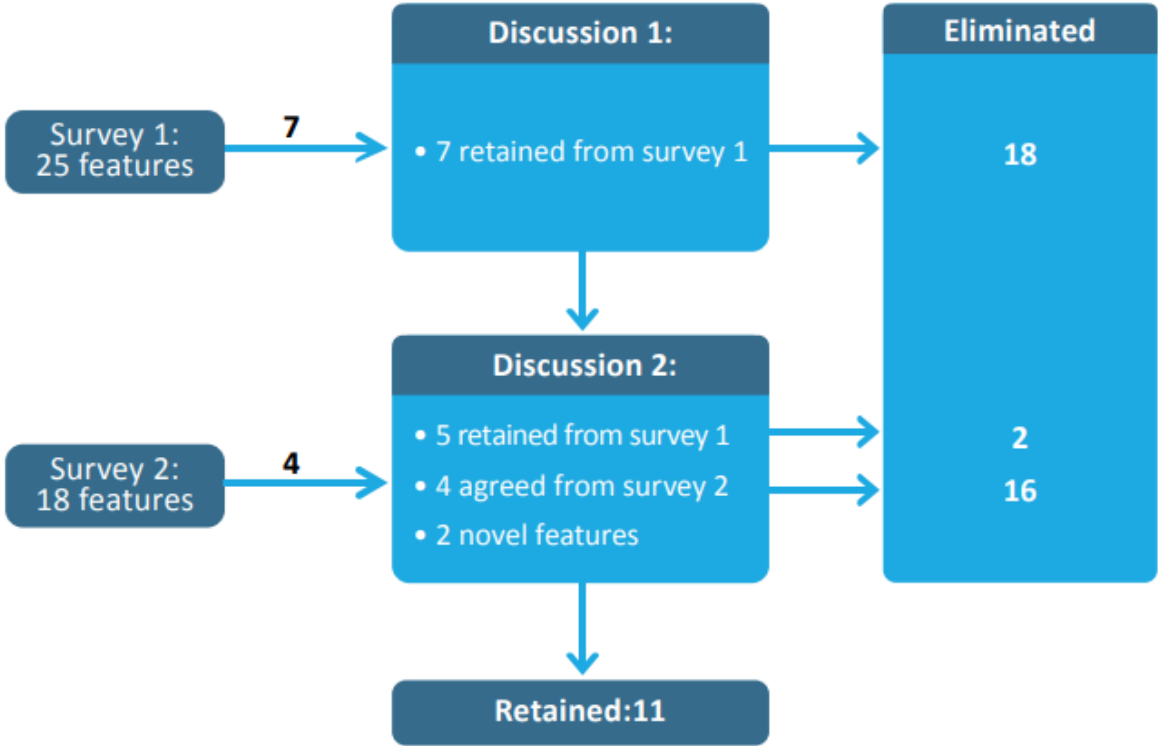 Discussion 1:
Eliminated
Survey 1:
25 features
7
• 7 retained from survey 1
18
Discussion 2:
Survey 2:
18 features
4
• 5 retained from survey 1
• 4 agreed from survey 2
• 2 novel features
2
16
Retained:11